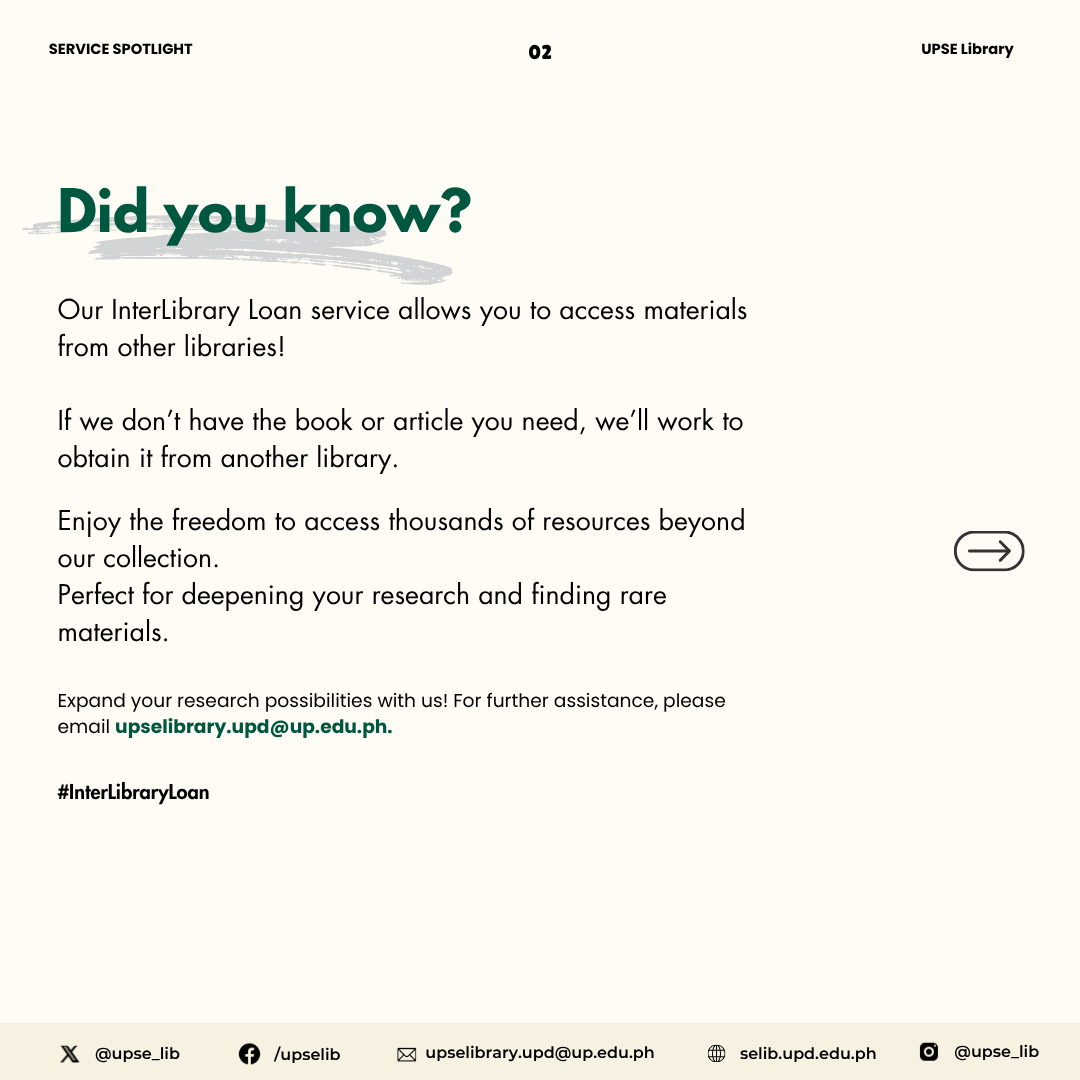 SERVICE SPOTLIGHT
02
UPSE Library
Did you know?
Our InterLibrary Loan service allows you to access materials
from other libraries!
If we don’t have the book or article you need, we’ll work to
obtain it from another library.
Enjoy the freedom to access thousands of resources beyond
our collection.
Perfect for deepening your research and finding rare
materials.
Expand your research possibilities with us! For further assistance, please
email upselibrary.upd@up.edu.ph.
#InterLibraryLoan
@upse_lib
/upselib
upselibrary.upd@up.edu.ph
selib.upd.edu.ph
@upse_lib